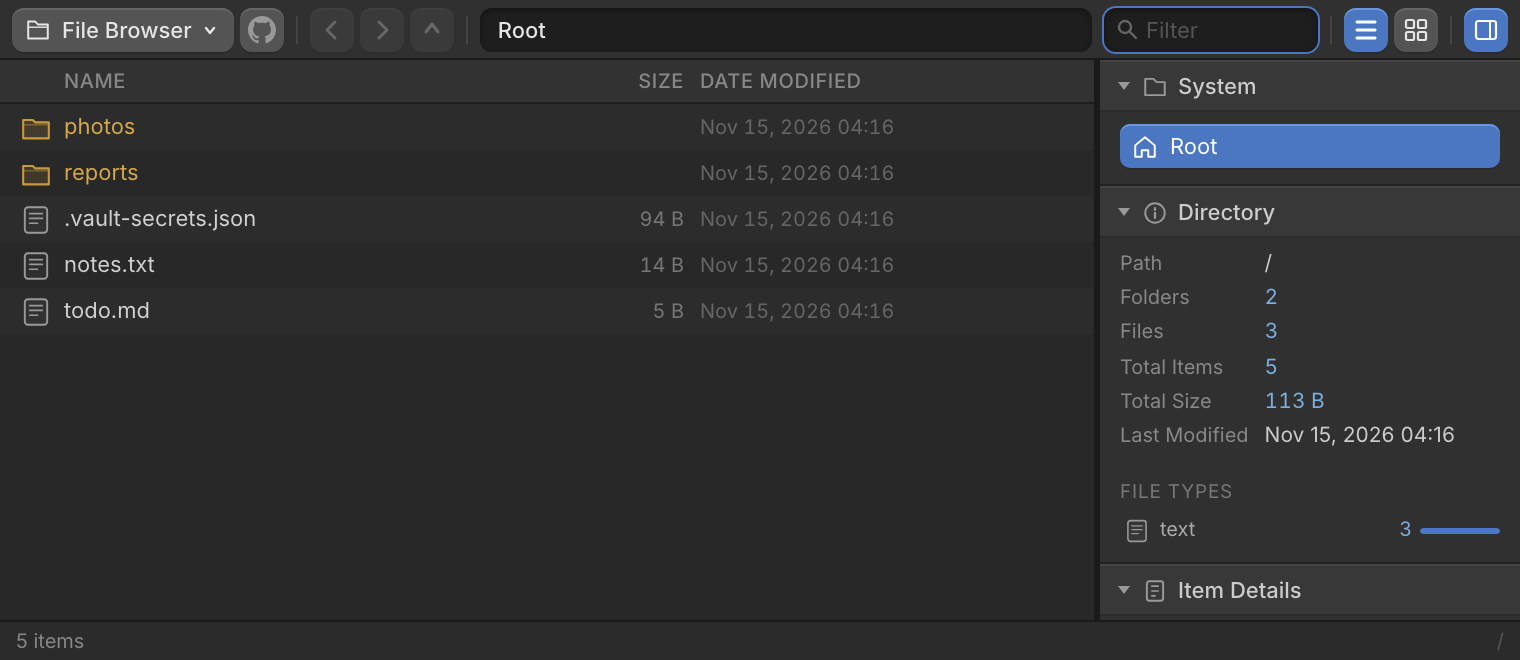 File Browser
Root
Filter
NAME SIZE DATE MODIFIED
photos Nov 15, 2026 04:16
reports Nov 15, 2026 04:16
.vault-secrets.json 94 B Nov 15, 2026 04:16
notes.txt 14 B Nov 15, 2026 04:16
todo.md 5 B Nov 15, 2026 04:16
System
Root
Directory
Path /
Folders 2
Files 3
Total Items 5
Total Size 113 B
Last Modified Nov 15, 2026 04:16
FILE TYPES
text 3
Item Details
5 items /